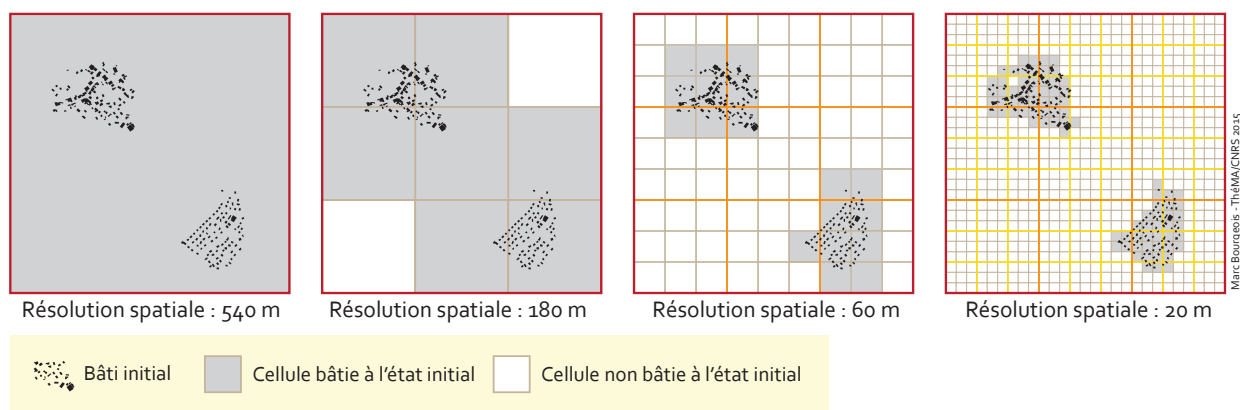 Résolution spatiale : 540 m
Résolution spatiale : 180 m
Résolution spatiale : 60 m
Résolution spatiale : 20 m
Marc Bourgeois - ThéMA/CNRS 2015
Bâti initial
Cellule bâtie à l’état initial
Cellule non bâtie à l’état initial